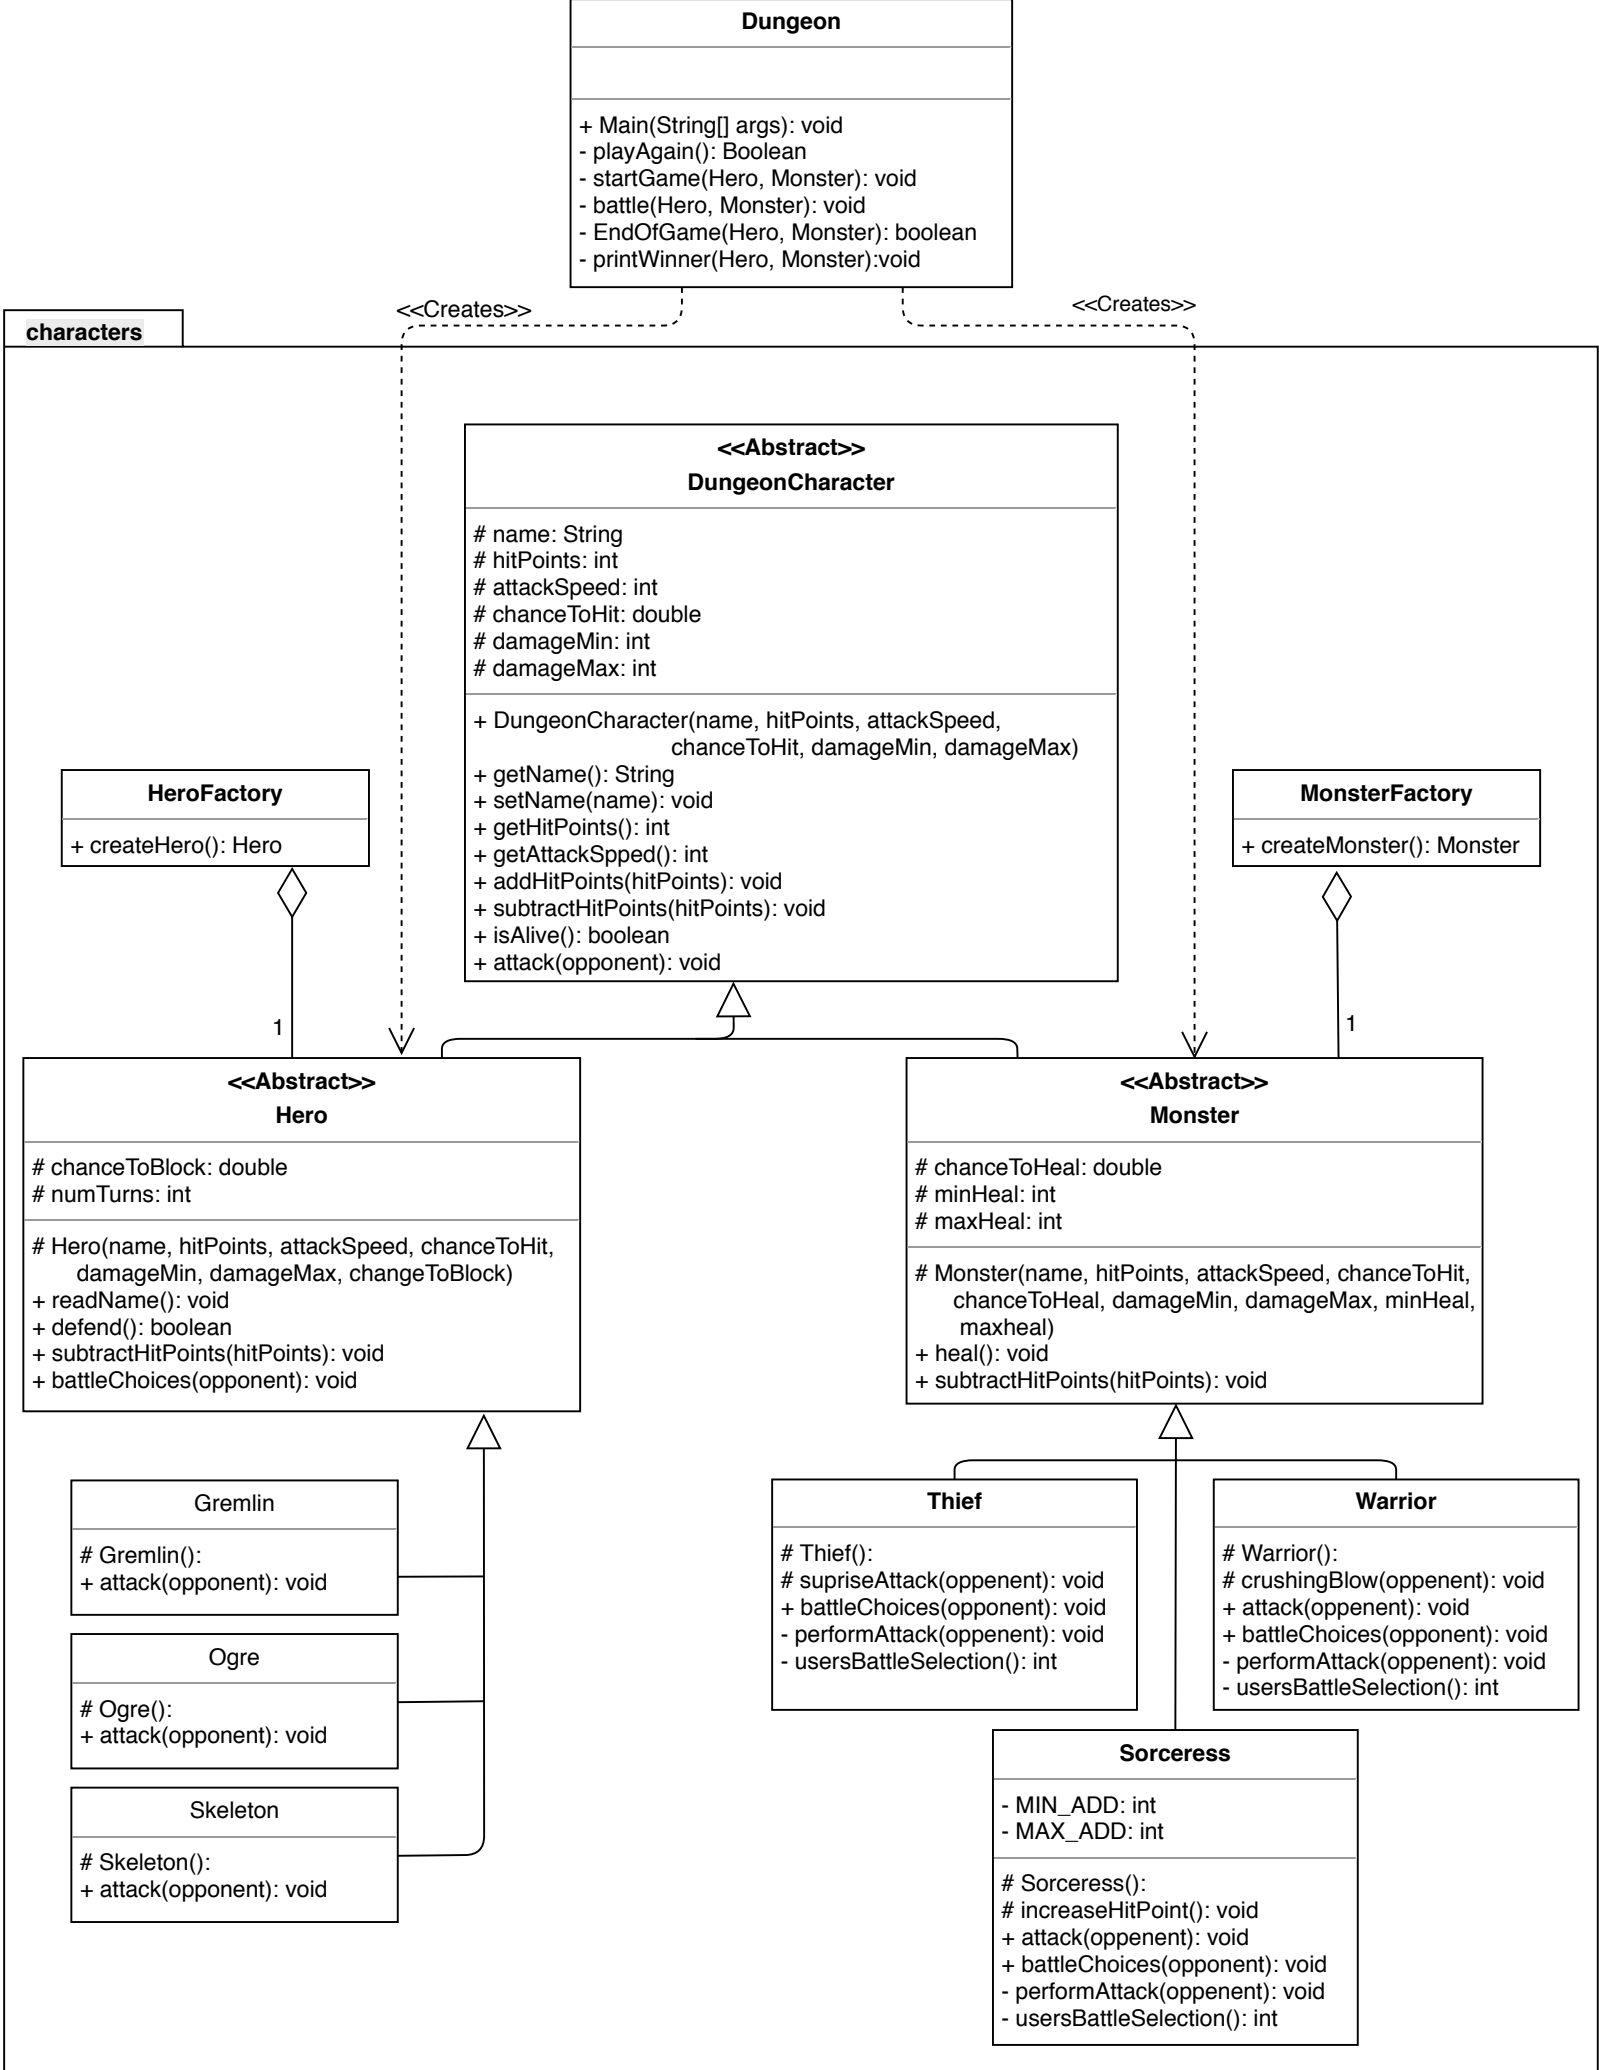 Dungeon
+ Main(String[] args): void
- playAgain(): Boolean
- startGame(Hero, Monster): void
- battle(Hero, Monster): void
- EndOfGame(Hero, Monster): boolean
- printWinner(Hero, Monster):void
<<Creates>>
<<Creates>>
characters
<<Abstract>>
DungeonCharacter
# name: String
# hitPoints: int
# attackSpeed: int
# chanceToHit: double
# damageMin: int
# damageMax: int
+ DungeonCharacter(name, hitPoints, attackSpeed,
chanceToHit, damageMin, damageMax)
+ getName(): String
+ setName(name): void
+ getHitPoints(): int
+ getAttackSpped(): int
+ addHitPoints(hitPoints): void
+ subtractHitPoints(hitPoints): void
+ isAlive(): boolean
+ attack(opponent): void
HeroFactory
+ createHero(): Hero
MonsterFactory
+ createMonster(): Monster
1
1
<<Abstract>>
Hero
# chanceToBlock: double
# numTurns: int
# Hero(name, hitPoints, attackSpeed, chanceToHit,
damageMin, damageMax, changeToBlock)
+ readName(): void
+ defend(): boolean
+ subtractHitPoints(hitPoints): void
+ battleChoices(opponent): void
<<Abstract>>
Monster
# chanceToHeal: double
# minHeal: int
# maxHeal: int
# Monster(name, hitPoints, attackSpeed, chanceToHit,
chanceToHeal, damageMin, damageMax, minHeal,
maxheal)
+ heal(): void
+ subtractHitPoints(hitPoints): void
Gremlin
# Gremlin():
+ attack(opponent): void
Ogre
# Ogre():
+ attack(opponent): void
Skeleton
# Skeleton():
+ attack(opponent): void
Thief
# Thief():
# supriseAttack(oppenent): void
+ battleChoices(opponent): void
- performAttack(oppenent): void
- usersBattleSelection(): int
Warrior
# Warrior():
# crushingBlow(oppenent): void
+ attack(oppenent): void
+ battleChoices(opponent): void
- performAttack(oppenent): void
- usersBattleSelection(): int
Sorceress
- MIN_ADD: int
- MAX_ADD: int
# Sorceress():
# increaseHitPoint(): void
+ attack(oppenent): void
+ battleChoices(opponent): void
- performAttack(oppenent): void
- usersBattleSelection(): int